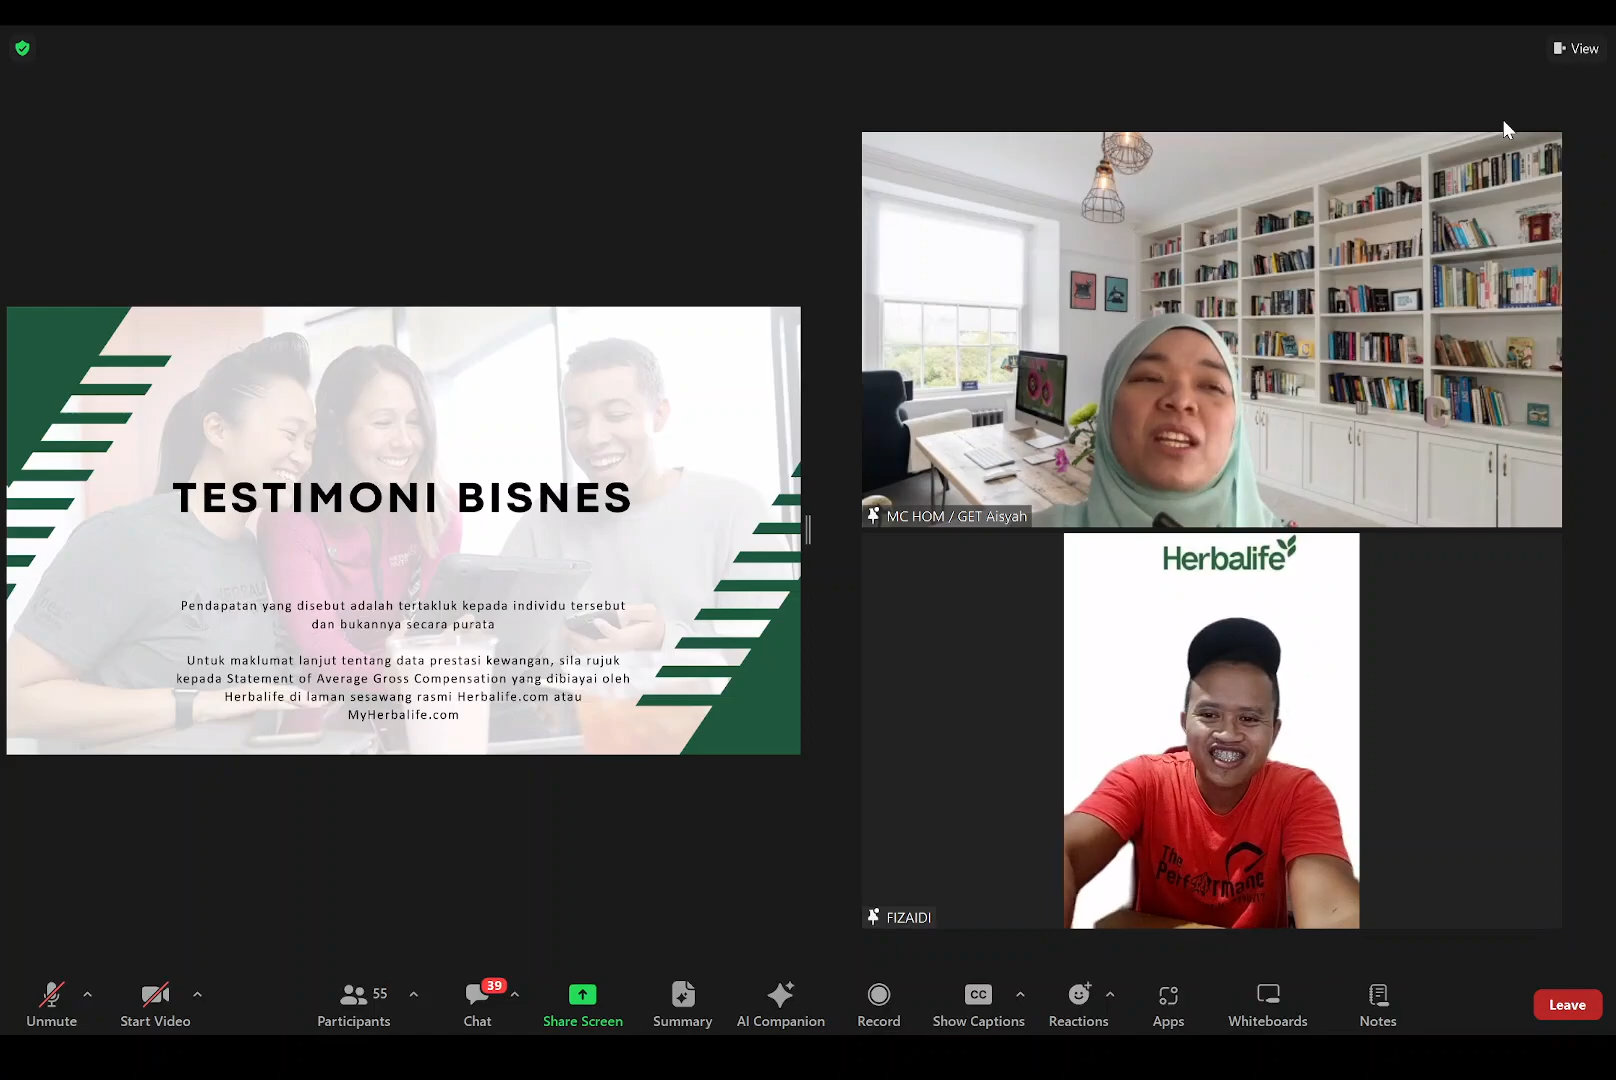 View
TESTIMONI BISNES
Pendapatan yang disebut adalah tertakluk kepada individu tersebut
dan bukannya secara purata
Untuk maklumat lanjut tentang data prestasi kewangan, sila rujuk
kepada Statement of Average Gross Compensation yang dibiayai oleh
Herbalife di laman sesawang rasmi Herbalife.com atau
MyHerbalife.com
MC HOM / GET Aisyah
Herbalife
The
Performance
FIZAIDI
Unmute
Start Video
55
Participants
39
Chat
Share Screen
Summary
AI Companion
Record
CC
Show Captions
Reactions
Apps
Whiteboards
Notes
Leave